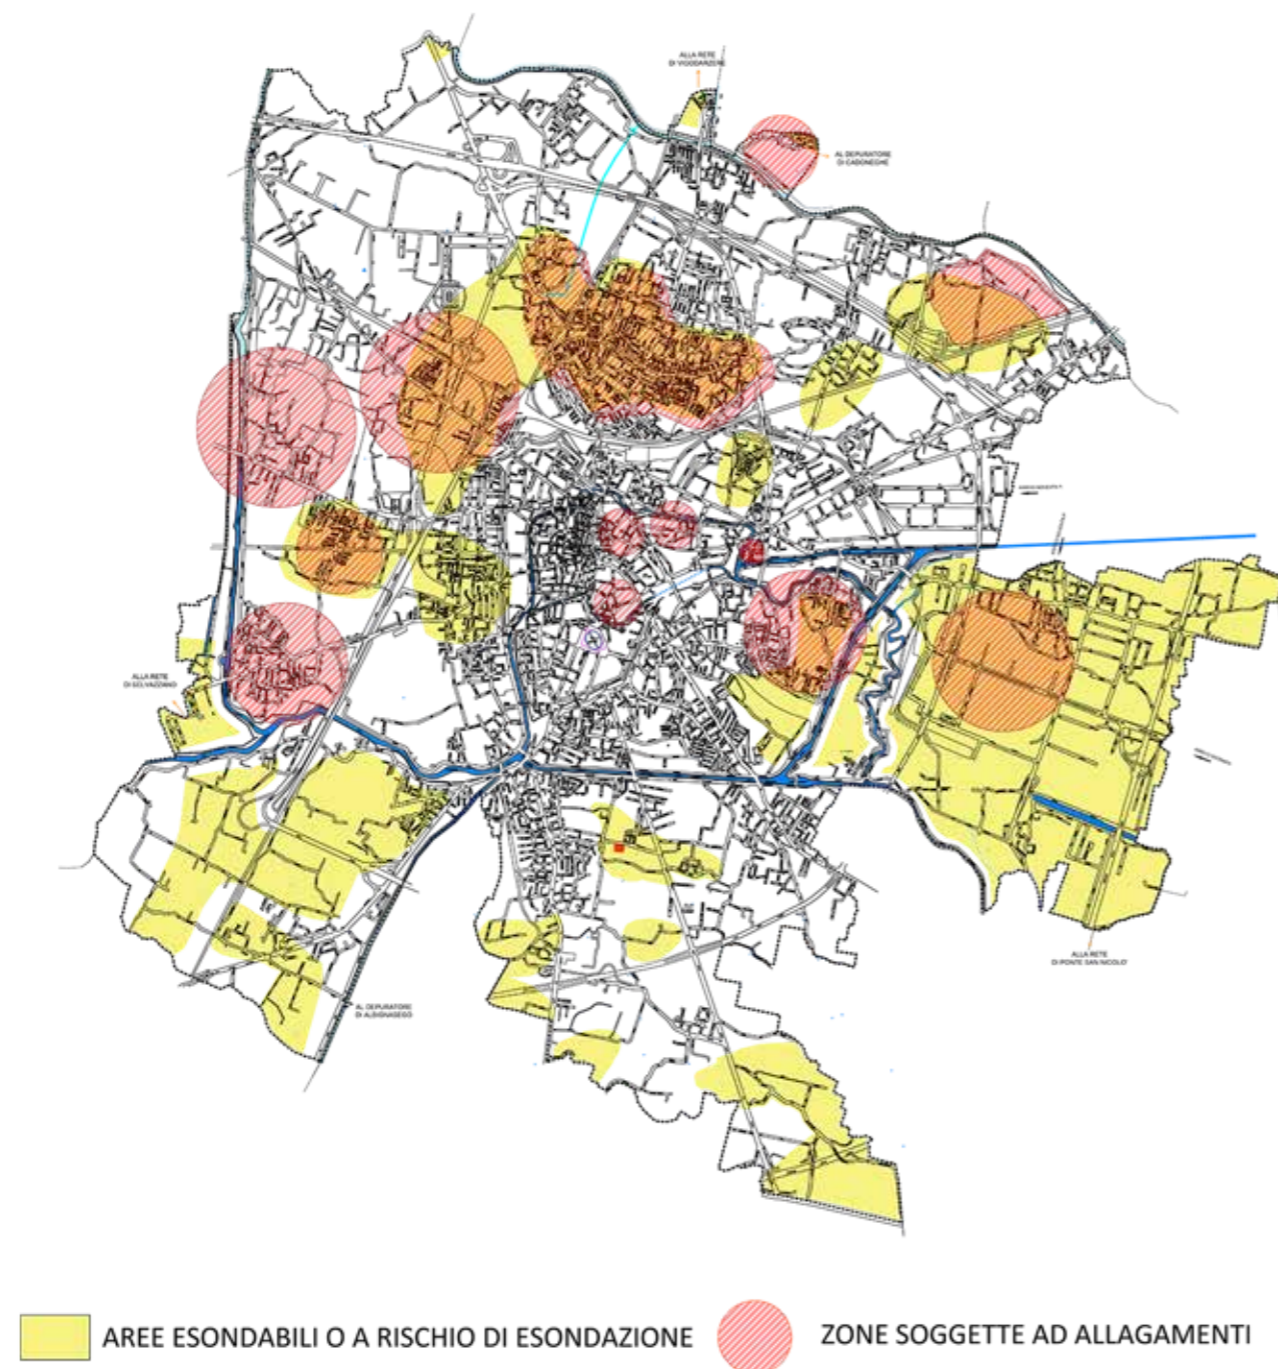 ALLA RETE
DI VIGODARZERE
AL DEPURATORE
DI CADONEGHE
ALLA RETE
DI SELVAZZANO
ALLA RETE
DI PONTE SAN NICOLO'
AL DEPURATORE
DI ALBIGNASEGO
AREE ESONDABILI O A RISCHIO DI ESONDAZIONE
ZONE SOGGETTE AD ALLAGAMENTI